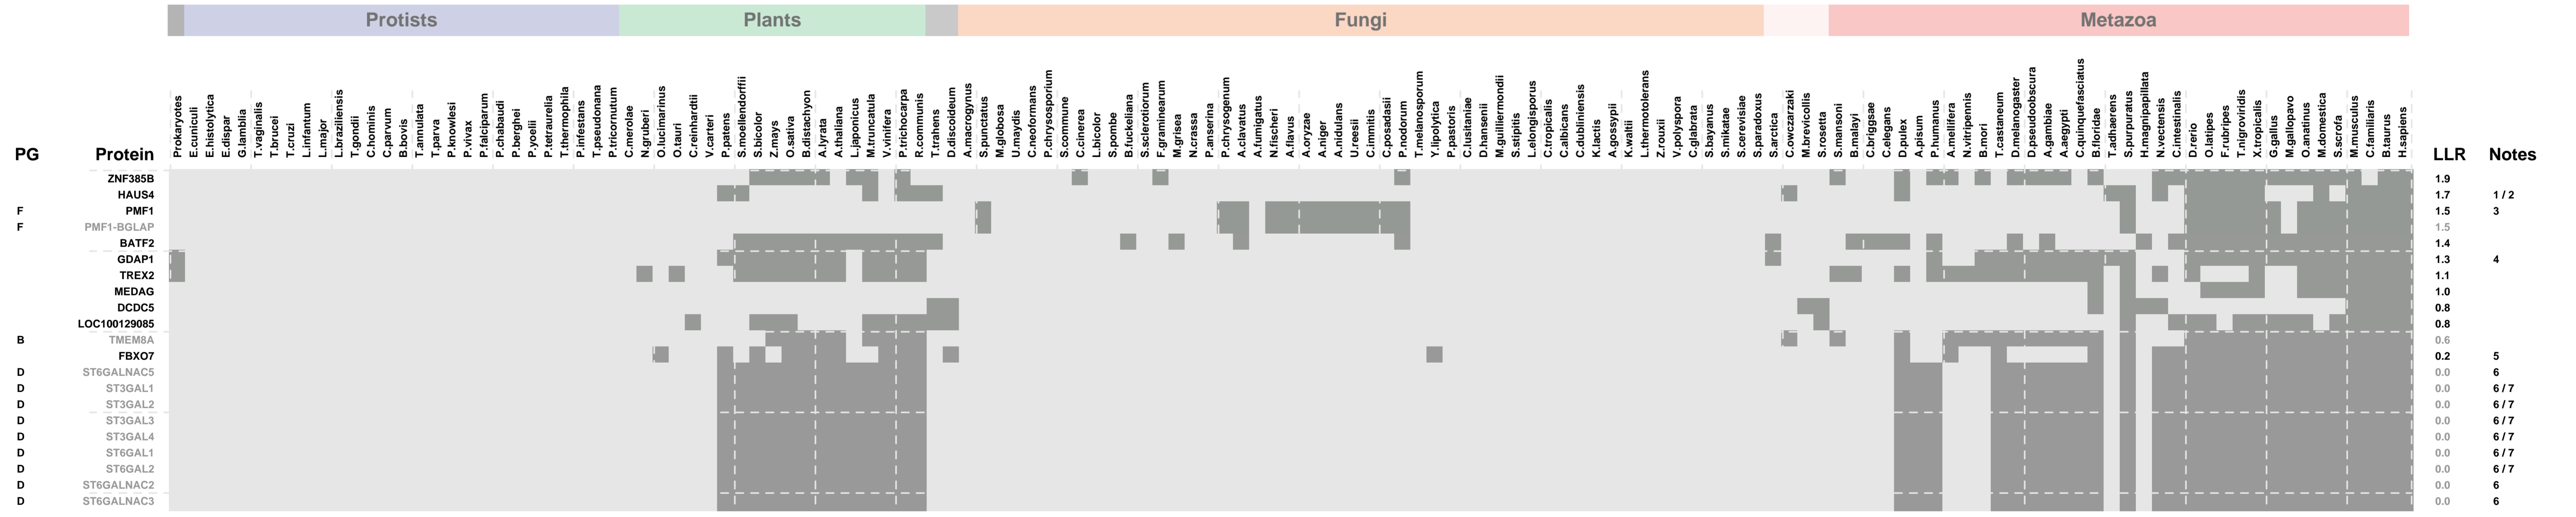 Protists Plants Fungi Metazoa
Prokaryotes E.cuniculi E.histolytica E.dispar G.lamblia T.vaginalis T.brucei T.cruzi L.infantum L.major L.braziliensis T.gondii C.hominis C.parvum B.bovis T.annulata T.parva P.knowlesi P.vivax P.falciparum P.chabaudi P.berghei P.yoelii P.tetraurelia T.thermophila P.infestans T.pseudonana P.tricornutum C.merolae N.gruberi O.lucimarinus O.tauri C.reinhardtii V.carteri P.patens S.moellendorffii S.bicolor Z.mays O.sativa B.distachyon A.lyrata A.thaliana L.japonicus M.truncatula V.vinifera P.trichocarpa R.communis T.trahens D.discoideum A.macrogynus S.punctatus M.globosa U.maydis C.neoformans P.chrysosporium S.commune C.cinerea L.bicolor S.pombe B.fuckeliana S.sclerotiorum F.graminearum M.grisea N.crassa P.anserina P.chrysogenum A.clavatus A.fumigatus N.fischeri A.flavus A.oryzae A.niger A.nidulans U.reesii C.immitis C.posadasii P.nodorum T.melanosporum Y.lipolytica P.pastoris C.lusitaniae D.hansenii M.guilliermondii S.stipitis L.elongisporus C.tropicalis C.albicans C.dubliniensis K.lactis A.gossypii K.waltii L.thermotolerans Z.rouxii V.polyspora C.glabrata S.bayanus S.mikatae S.cerevisiae S.paradoxus S.arctica C.owczarzaki M.brevicollis S.rosetta S.mansoni B.malayi C.briggsae C.elegans D.pulex A.pisum P.humanus A.mellifera N.vitripennis B.mori T.castaneum D.melanogaster D.pseudoobscura A.gambiae A.aegypti C.quinquefasciatus B.floridae T.adhaerens S.purpuratus H.magnipapillata N.vectensis C.intestinalis D.rerio O.latipes F.rubripes T.nigroviridis X.tropicalis G.gallus M.gallopavo O.anatinus M.domestica S.scrofa M.musculus C.familiaris B.taurus H.sapiens
PG Protein LLR Notes
ZNF385B 1.9
HAUS4 1.7 1 / 2
F PMF1 1.5 3
F PMF1-BGLAP 1.5
BATF2 1.4
GDAP1 1.3 4
TREX2 1.1
MEDAG 1.0
DCDC5 0.8
LOC100129085 0.8
B TMEM8A 0.6
FBXO7 0.2 5
D ST6GALNAC5 0.0 6
D ST3GAL1 0.0 6 / 7
D ST3GAL2 0.0 6 / 7
D ST3GAL3 0.0 6 / 7
D ST3GAL4 0.0 6 / 7
D ST6GAL1 0.0 6 / 7
D ST6GAL2 0.0 6 / 7
D ST6GALNAC2 0.0 6
D ST6GALNAC3 0.0 6